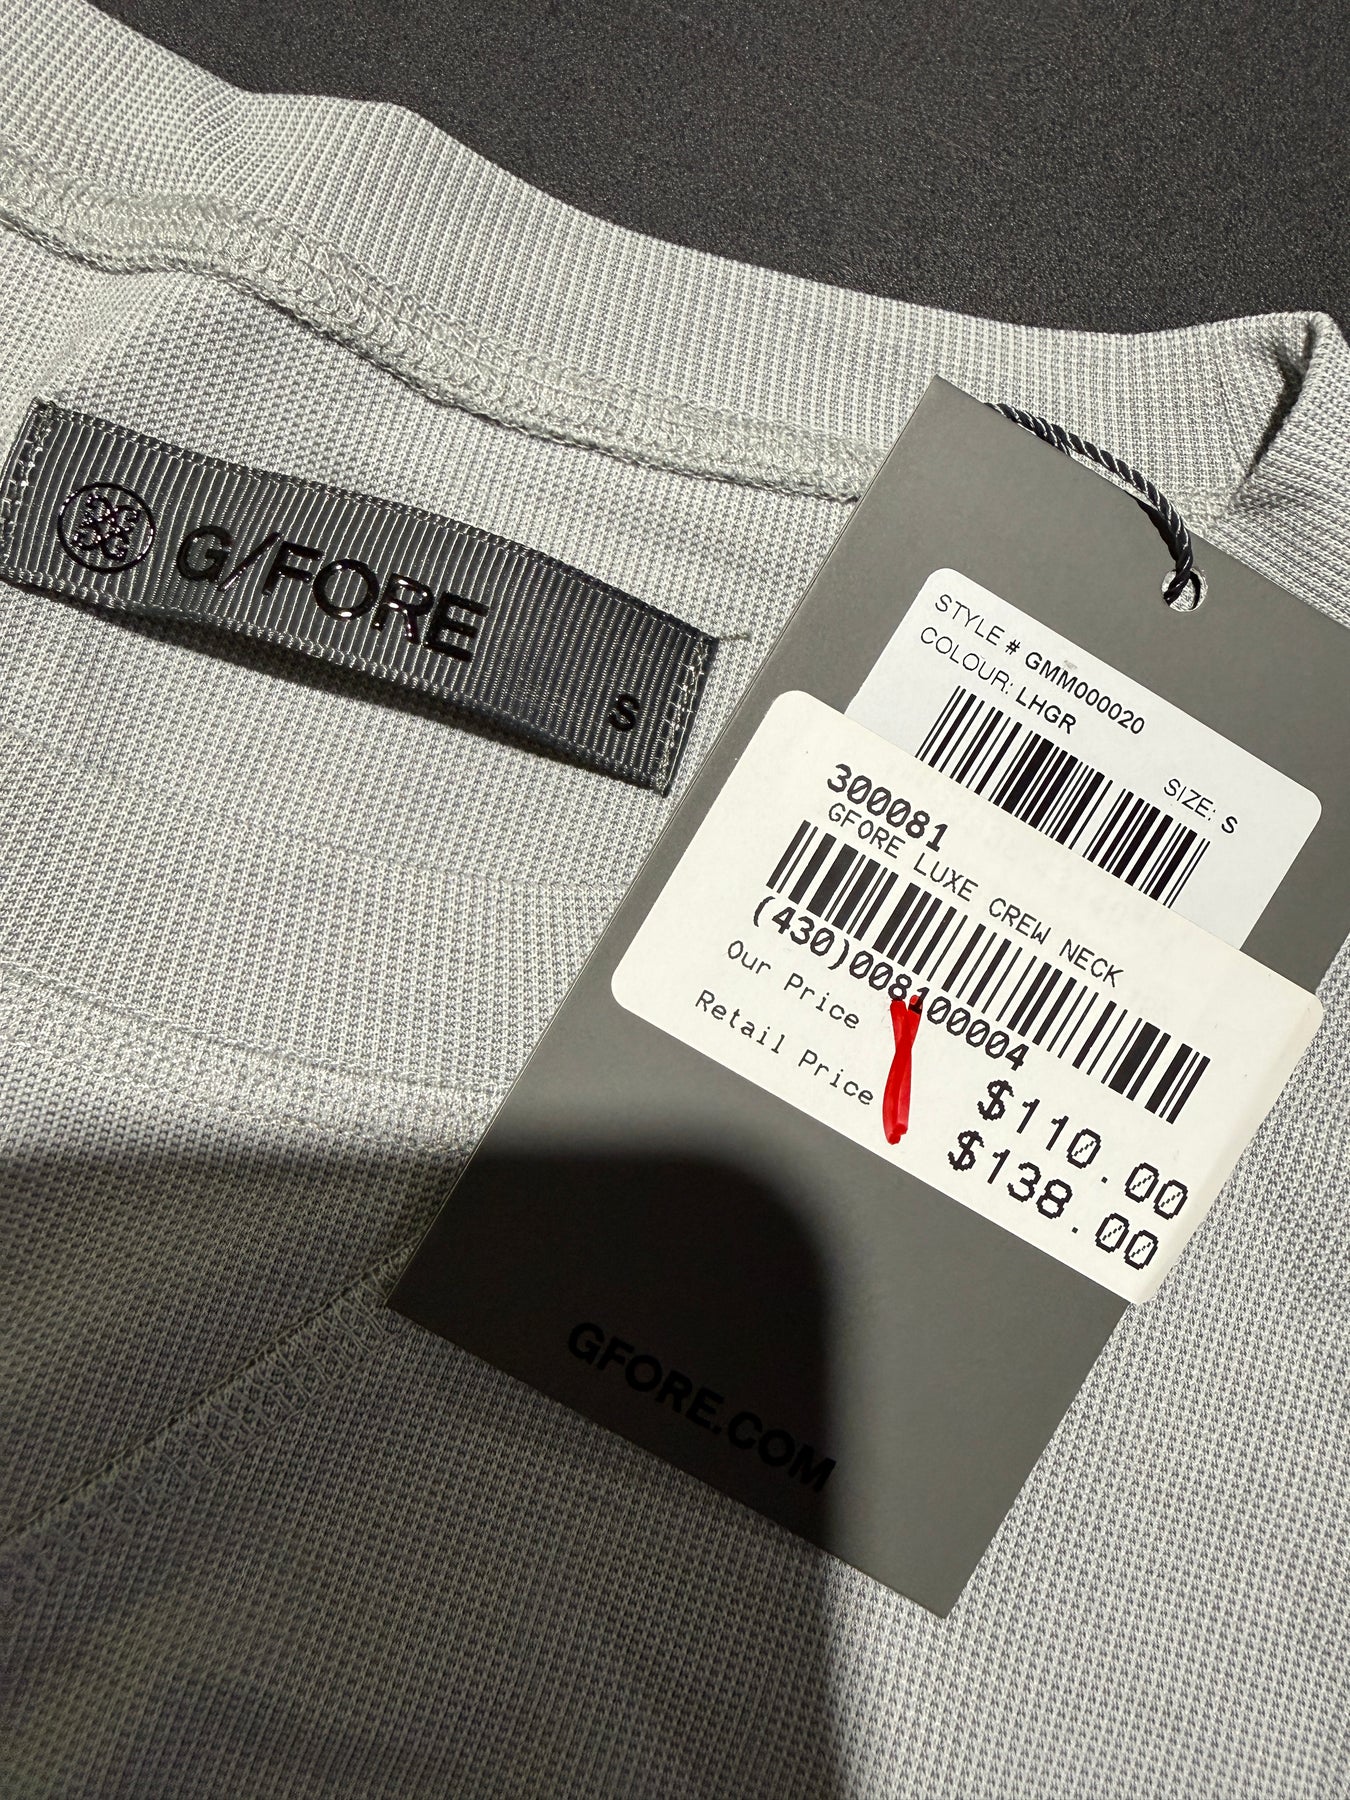 G/FORE
S
STYLE # GMM000020
COLOUR: LHGR
SIZE: S
300081
GFORE LUXE CREW NECK
(430)008100004
Our Price $110.00
Retail Price $138.00
GFORE.COM